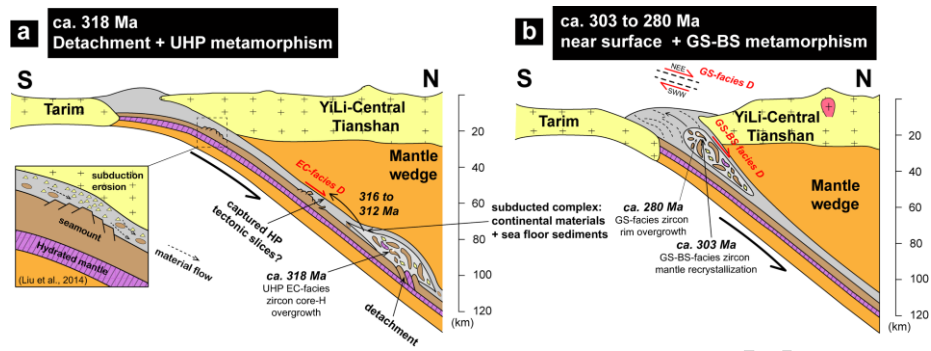 a
ca. 318 Ma
Detachment + UHP metamorphism
S
N
Tarim
YiLi-Central
Tianshan
Mantle
wedge
EC-facies D
316 to
312 Ma
captured HP
tectonic slices?
subducted complex:
continental materials
+ sea floor sediments
ca. 318 Ma
UHP EC-facies
zircon core-H
overgrowth
detachment
subduction
erosion
seamount
Hydrated mantle
material flow
(Liu et al., 2014)
20
40
60
80
100
120
(km)
b
ca. 303 to 280 Ma
near surface + GS-BS metamorphism
S
N
NEE
SWW
GS-facies D
Tarim
YiLi-Central
Tianshan
GS-BS facies D
Mantle
wedge
ca. 280 Ma
GS-facies zircon
rim overgrowth
ca. 303 Ma
GS-BS-facies zircon
mantle recrystallization
20
40
60
80
100
120
(km)